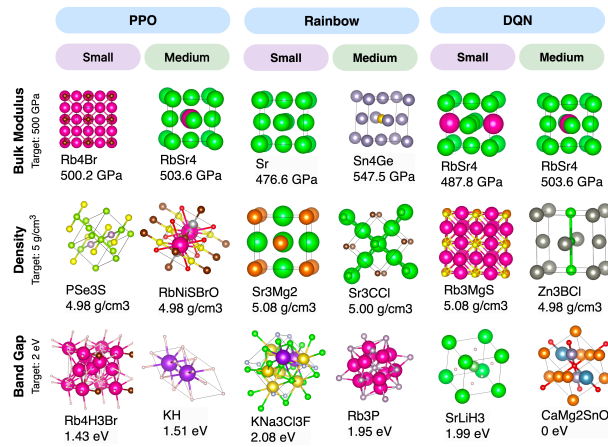 PPO Rainbow DQN
Small Medium Small Medium Small Medium
Bulk Modulus
Target: 500 GPa
Rb4Br RbSr4 Sr Sn4Ge RbSr4 RbSr4
500.2 GPa 503.6 GPa 476.6 GPa 547.5 GPa 487.8 GPa 503.6 GPa
Density
Target: 5 g/cm3
PSe3S RbNiSBrO Sr3Mg2 Sr3CCl Rb3MgS Zn3BCl
4.98 g/cm3 4.98 g/cm3 5.08 g/cm3 5.00 g/cm3 5.08 g/cm3 4.98 g/cm3
Band Gap
Target: 2 eV
Rb4H3Br KH KNa3Cl3F Rb3P SrLiH3 CaMg2SnO
1.43 eV 1.51 eV 2.08 eV 1.95 eV 1.99 eV 0 eV